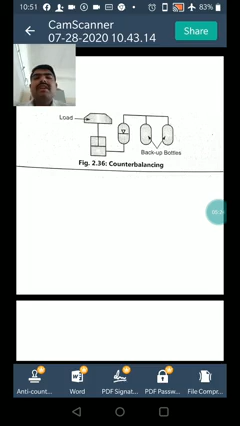 10:51
83%
CamScanner
07-28-2020 10.43.14
Share
Load
Back-up Bottles
Fig. 2.36: Counterbalancing
Anti-count...
Word
PDF Signat...
PDF Passw...
File Compr...